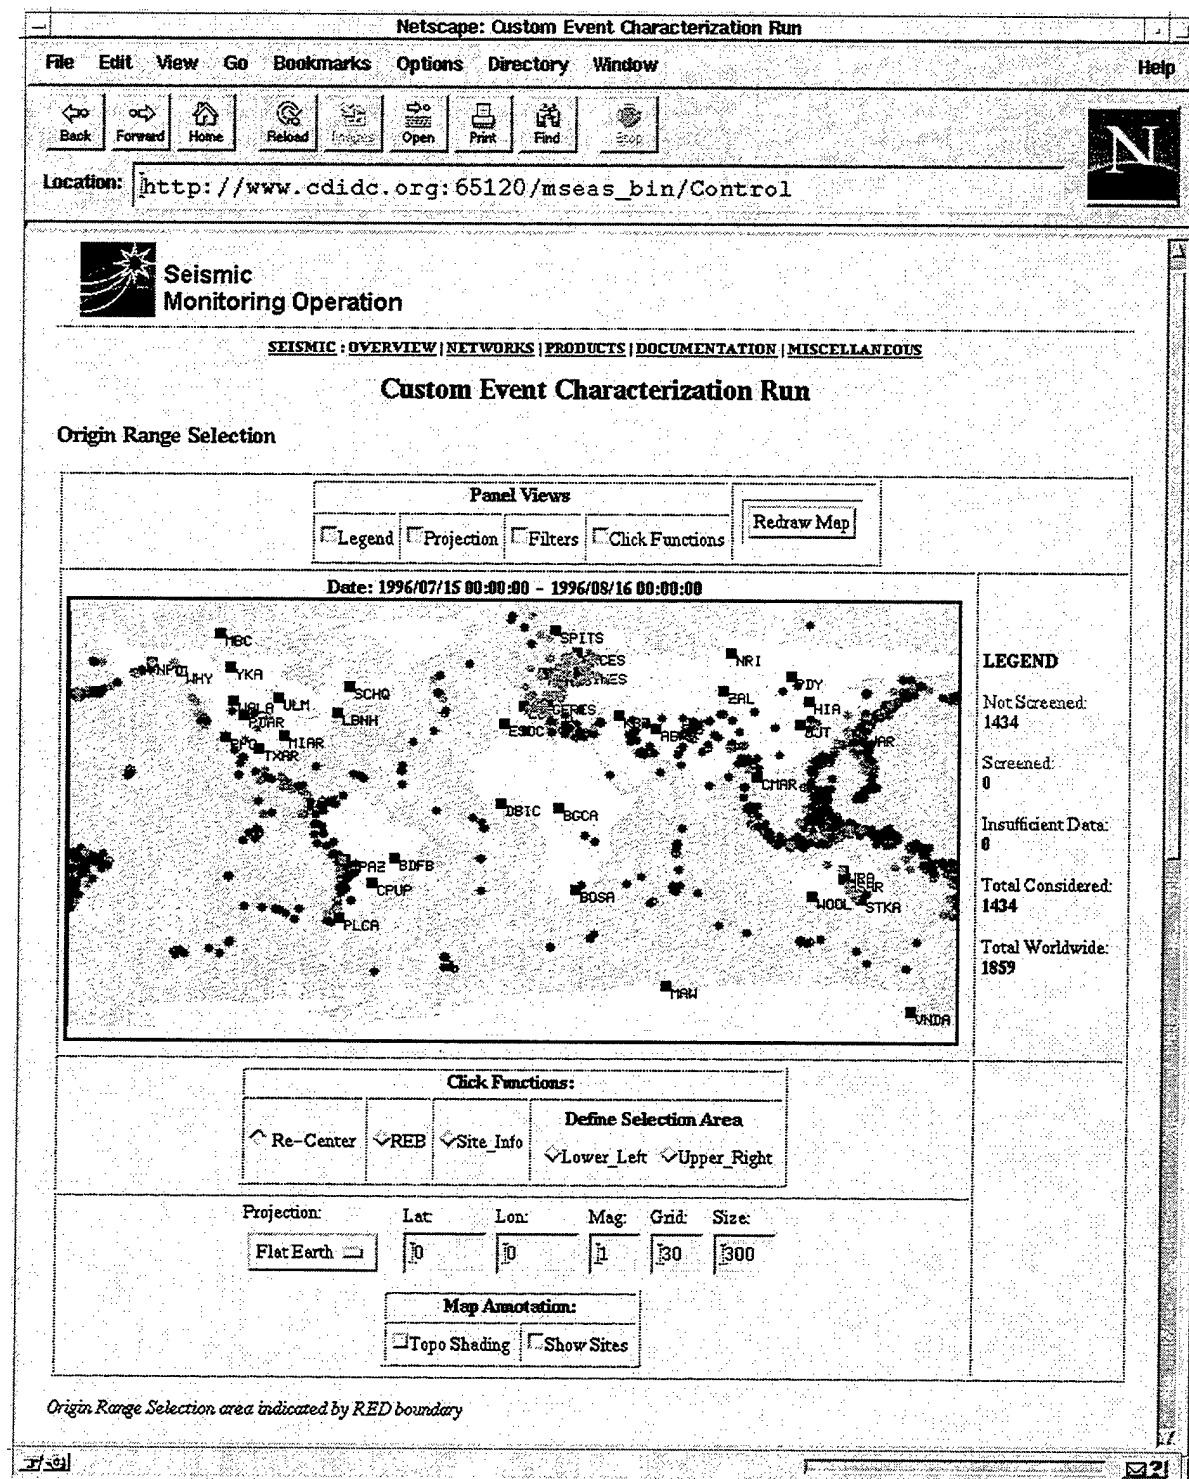 Netscape: Custom Event Characterization Run
File Edit View Go Bookmarks Options Directory Window Help
Back Forward Home Reload Images Open Print Find Stop
Location: http://www.cdidc.org:65120/mseas_bin/Control
N
Seismic
Monitoring Operation
SEISMIC : OVERVIEW | NETWORKS | PRODUCTS | DOCUMENTATION | MISCELLANEOUS
Custom Event Characterization Run
Origin Range Selection
Panel Views
Legend Projection Filters Click Functions Redraw Map
Date: 1996/07/15 00:00:00 - 1996/08/16 00:00:00
MBC SPITS
YKA NRI
WHY
SCHQ ZAL PDY
ULM HIA
PDAR LBNH GERES
ESDC BJT
MIAR
TXAR
CMAR
DBIC BGCA
BDFB
CPUP BOSA WRA
WOOL STKA
PLCA
MAW
VNDA
LEGEND
Not Screened:
1434
Screened:
0
Insufficient Data:
0
Total Considered:
1434
Total Worldwide:
1859
Click Functions:
Re-Center REB Site_Info
Define Selection Area
Lower_Left Upper_Right
Projection: Lat: Lon: Mag: Grid: Size:
Flat Earth 0 0 1 30 300
Map Annotation:
Topo Shading Show Sites
Origin Range Selection area indicated by RED boundary